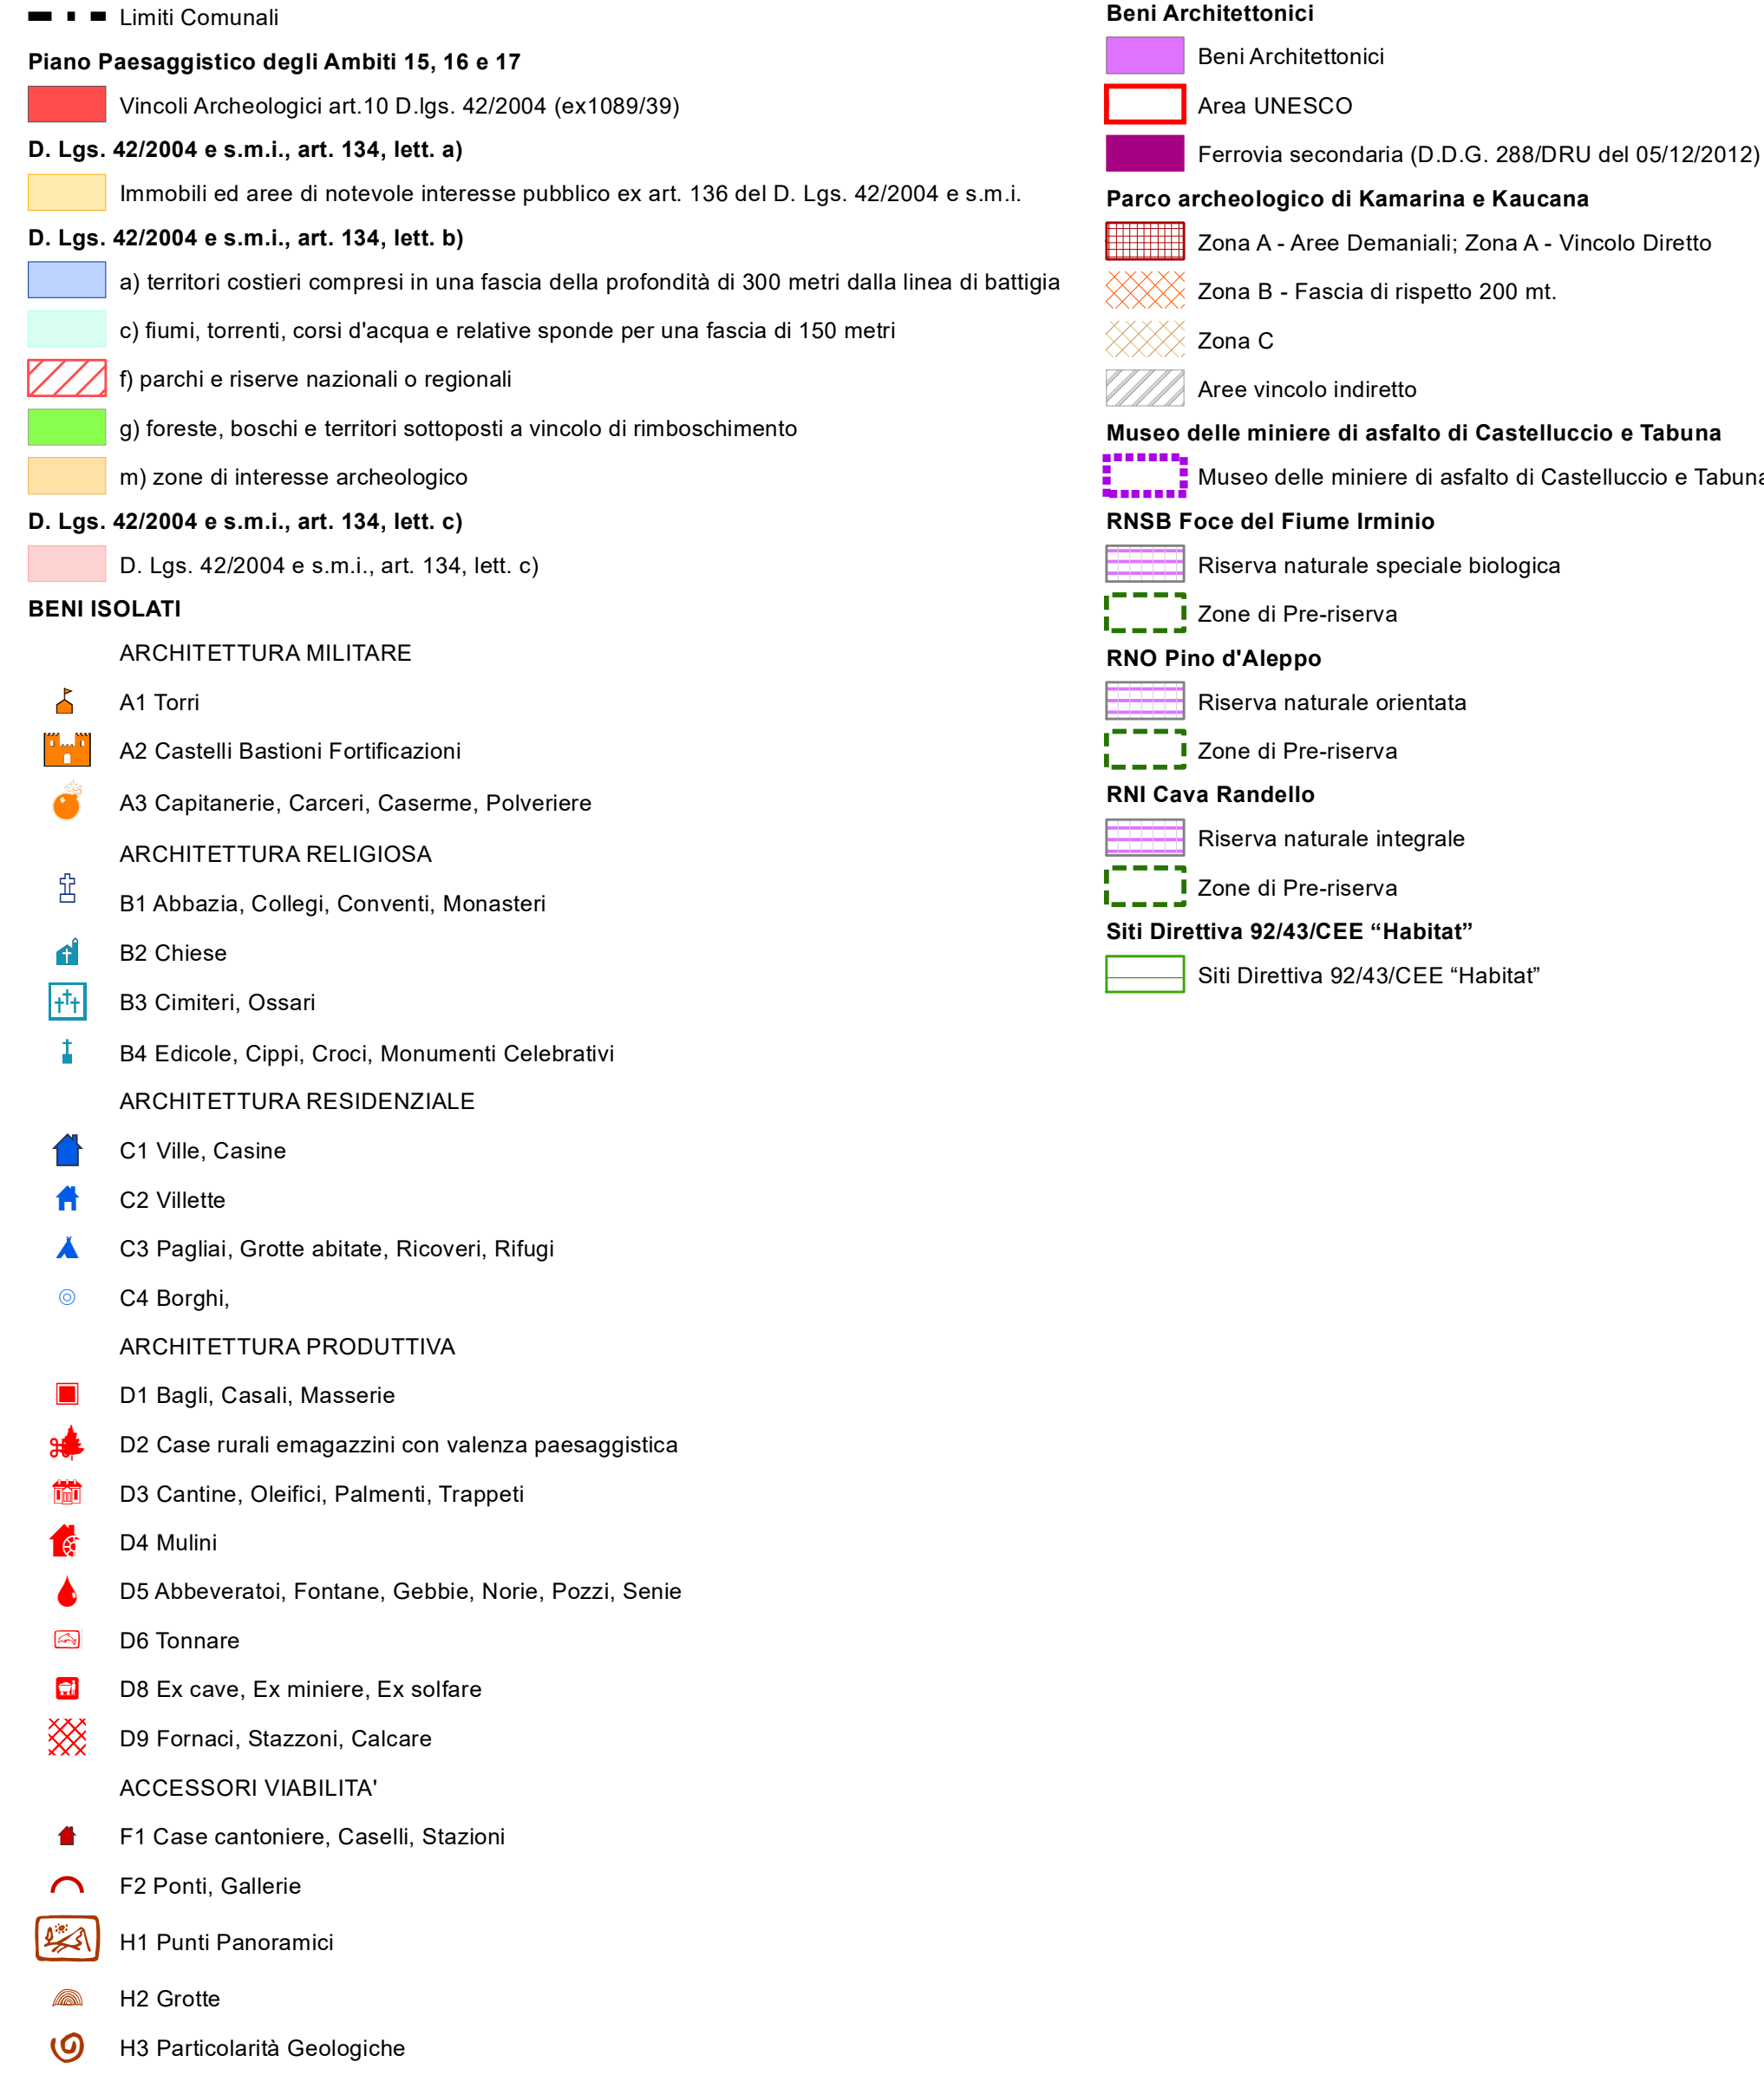 Limiti Comunali
Piano Paesaggistico degli Ambiti 15, 16 e 17
Vincoli Archeologici art.10 D.lgs. 42/2004 (ex1089/39)
D. Lgs. 42/2004 e s.m.i., art. 134, lett. a)
Immobili ed aree di notevole interesse pubblico ex art. 136 del D. Lgs. 42/2004 e s.m.i.
D. Lgs. 42/2004 e s.m.i., art. 134, lett. b)
a) territori costieri compresi in una fascia della profondità di 300 metri dalla linea di battigia
c) fiumi, torrenti, corsi d'acqua e relative sponde per una fascia di 150 metri
f) parchi e riserve nazionali o regionali
g) foreste, boschi e territori sottoposti a vincolo di rimboschimento
m) zone di interesse archeologico
D. Lgs. 42/2004 e s.m.i., art. 134, lett. c)
D. Lgs. 42/2004 e s.m.i., art. 134, lett. c)
BENI ISOLATI
ARCHITETTURA MILITARE
A1 Torri
A2 Castelli Bastioni Fortificazioni
A3 Capitanerie, Carceri, Caserme, Polveriere
ARCHITETTURA RELIGIOSA
B1 Abbazia, Collegi, Conventi, Monasteri
B2 Chiese
B3 Cimiteri, Ossari
B4 Edicole, Cippi, Croci, Monumenti Celebrativi
ARCHITETTURA RESIDENZIALE
C1 Ville, Casine
C2 Villette
C3 Pagliai, Grotte abitate, Ricoveri, Rifugi
C4 Borghi,
ARCHITETTURA PRODUTTIVA
D1 Bagli, Casali, Masserie
D2 Case rurali emagazzini con valenza paesaggistica
D3 Cantine, Oleifici, Palmenti, Trappeti
D4 Mulini
D5 Abbeveratoi, Fontane, Gebbie, Norie, Pozzi, Senie
D6 Tonnare
D8 Ex cave, Ex miniere, Ex solfare
D9 Fornaci, Stazzoni, Calcare
ACCESSORI VIABILITA'
F1 Case cantoniere, Caselli, Stazioni
F2 Ponti, Gallerie
H1 Punti Panoramici
H2 Grotte
H3 Particolarità Geologiche
Beni Architettonici
Beni Architettonici
Area UNESCO
Ferrovia secondaria (D.D.G. 288/DRU del 05/12/2012)
Parco archeologico di Kamarina e Kaucana
Zona A - Aree Demaniali; Zona A - Vincolo Diretto
Zona B - Fascia di rispetto 200 mt.
Zona C
Aree vincolo indiretto
Museo delle miniere di asfalto di Castelluccio e Tabuna
Museo delle miniere di asfalto di Castelluccio e Tabuna
RNSB Foce del Fiume Irminio
Riserva naturale speciale biologica
Zone di Pre-riserva
RNO Pino d'Aleppo
Riserva naturale orientata
Zone di Pre-riserva
RNI Cava Randello
Riserva naturale integrale
Zone di Pre-riserva
Siti Direttiva 92/43/CEE “Habitat”
Siti Direttiva 92/43/CEE “Habitat”